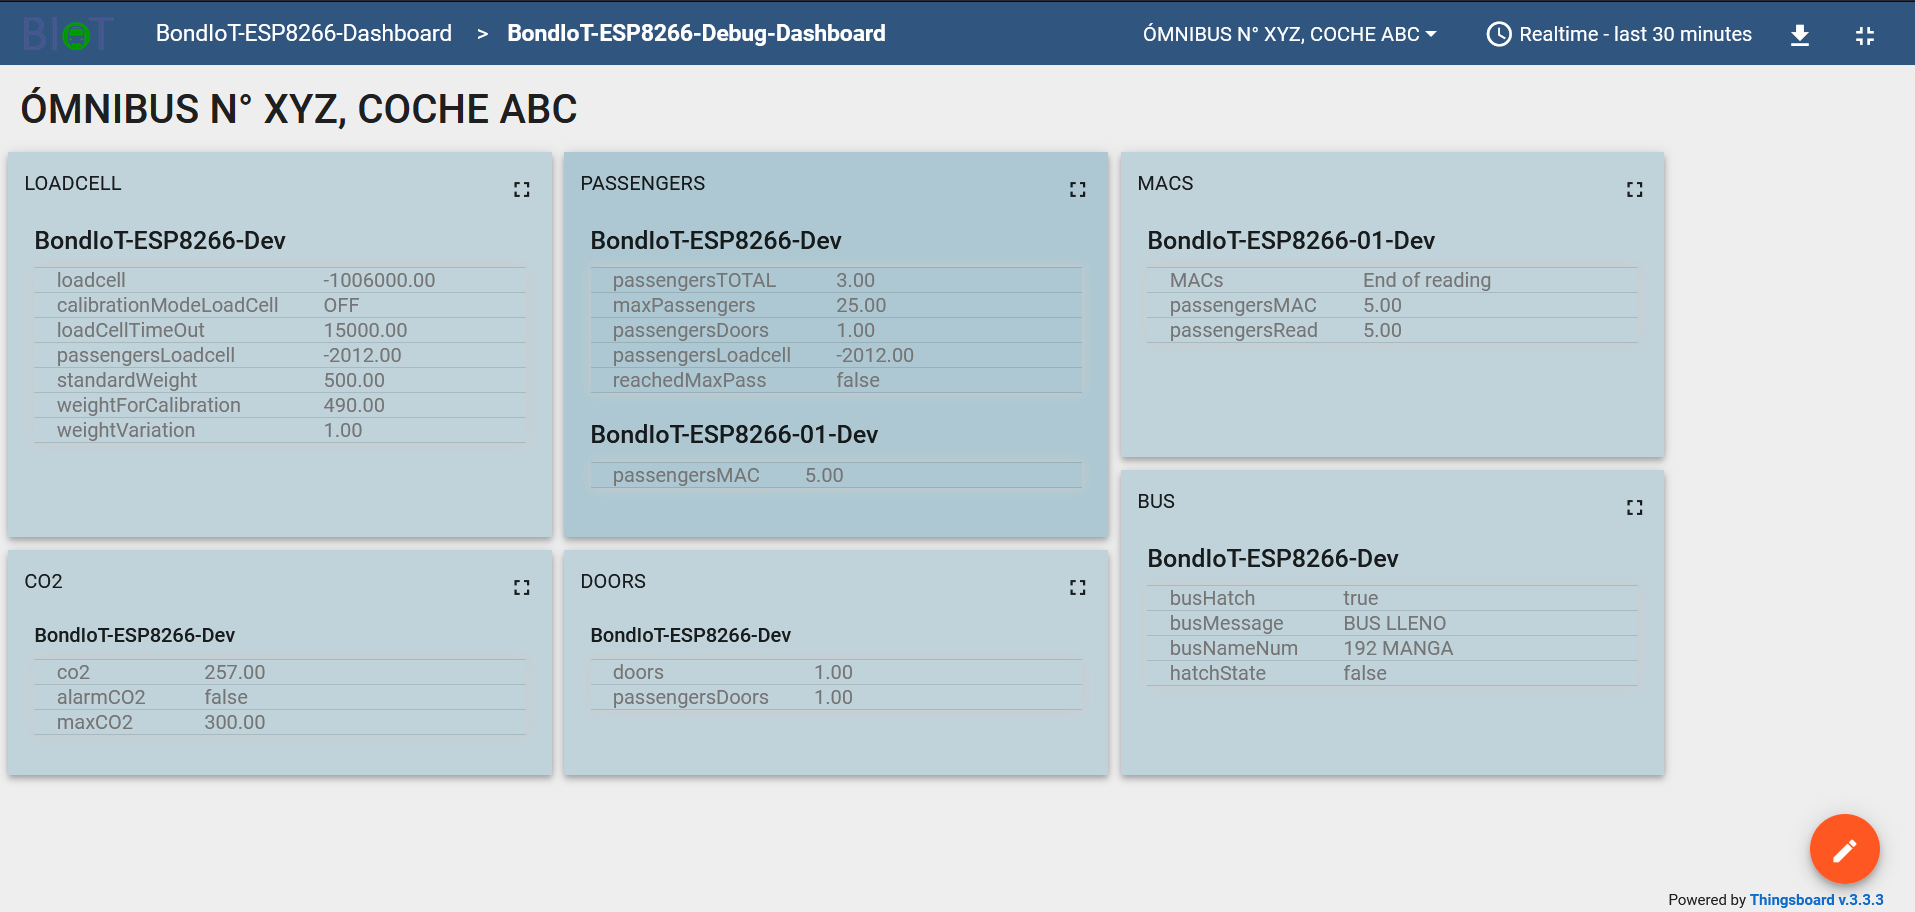 BIoT
BondIoT-ESP8266-Dashboard > BondIoT-ESP8266-Debug-Dashboard
ÓMNIBUS N° XYZ, COCHE ABC
Realtime - last 30 minutes
ÓMNIBUS N° XYZ, COCHE ABC
LOADCELL
BondIoT-ESP8266-Dev
loadcell -1006000.00
calibrationModeLoadCell OFF
loadCellTimeOut 15000.00
passengersLoadcell -2012.00
standardWeight 500.00
weightForCalibration 490.00
weightVariation 1.00
PASSENGERS
BondIoT-ESP8266-Dev
passengersTOTAL 3.00
maxPassengers 25.00
passengersDoors 1.00
passengersLoadcell -2012.00
reachedMaxPass false
BondIoT-ESP8266-01-Dev
passengersMAC 5.00
MACS
BondIoT-ESP8266-01-Dev
MACs End of reading
passengersMAC 5.00
passengersRead 5.00
CO2
BondIoT-ESP8266-Dev
co2 257.00
alarmCO2 false
maxCO2 300.00
DOORS
BondIoT-ESP8266-Dev
doors 1.00
passengersDoors 1.00
BUS
BondIoT-ESP8266-Dev
busHatch true
busMessage BUS LLENO
busNameNum 192 MANGA
hatchState false
Powered by Thingsboard v.3.3.3